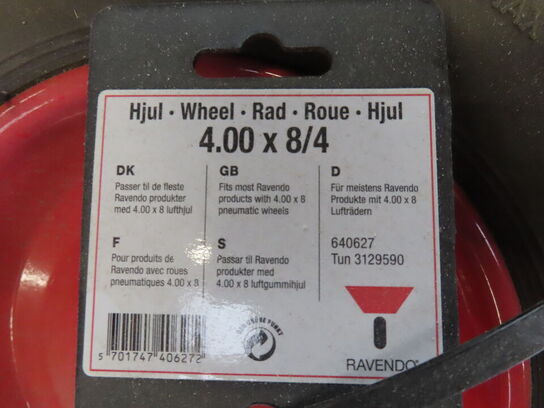 Hjul · Wheel · Rad · Roue · Hjul
4.00 x 8/4
DK
Passer til de fleste
Ravendo produkter
med 4.00 x 8 lufthjul
GB
Fits most Ravendo
products with 4.00 x 8
pneumatic wheels
D
Für meistens Ravendo
Produkte mit 4.00 x 8
Lufträdern
F
Pour produits de
Ravendo avec roues
pneumatiques 4.00 x 8
S
Passar til Ravendo
produkter med
4.00 x 8 luftgummihjul
640627
Tun 3129590
5 701747 406272
RAVENDO